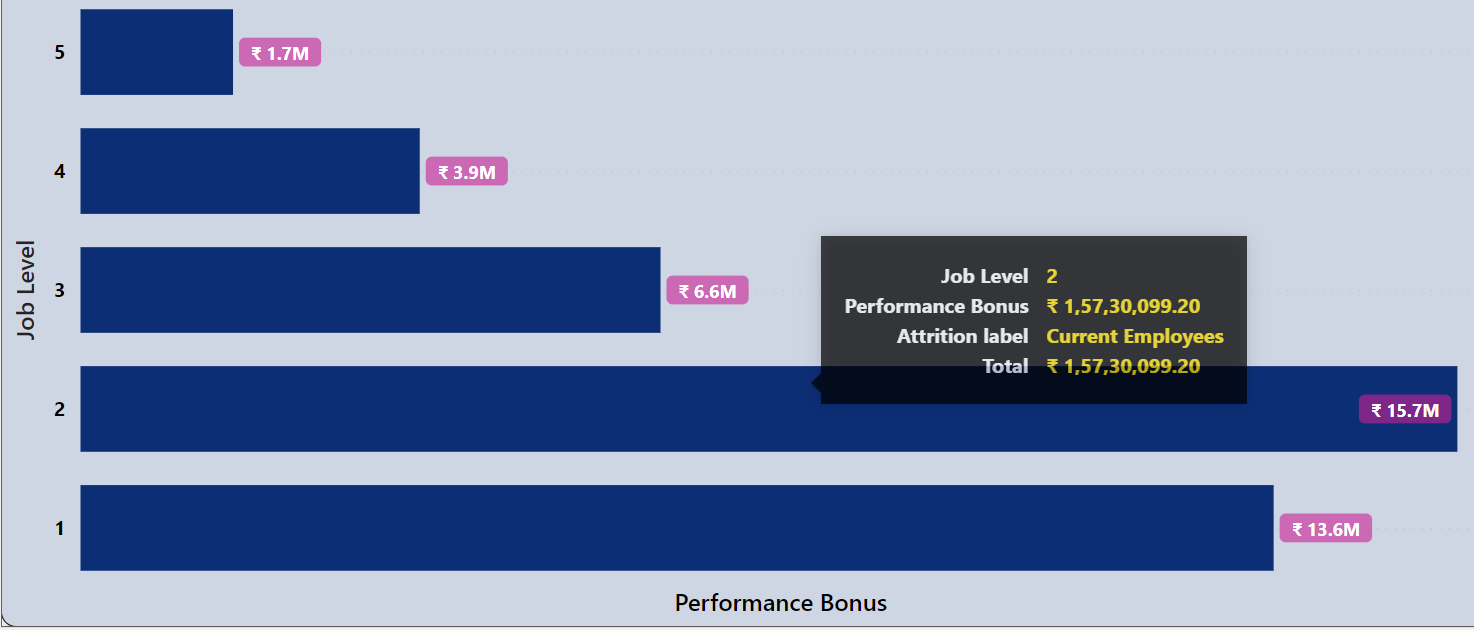 Job Level
5
₹ 1.7M
4
₹ 3.9M
3
₹ 6.6M
Job Level 2
Performance Bonus ₹ 1,57,30,099.20
Attrition label Current Employees
Total ₹ 1,57,30,099.20
2
₹ 15.7M
1
₹ 13.6M
Performance Bonus